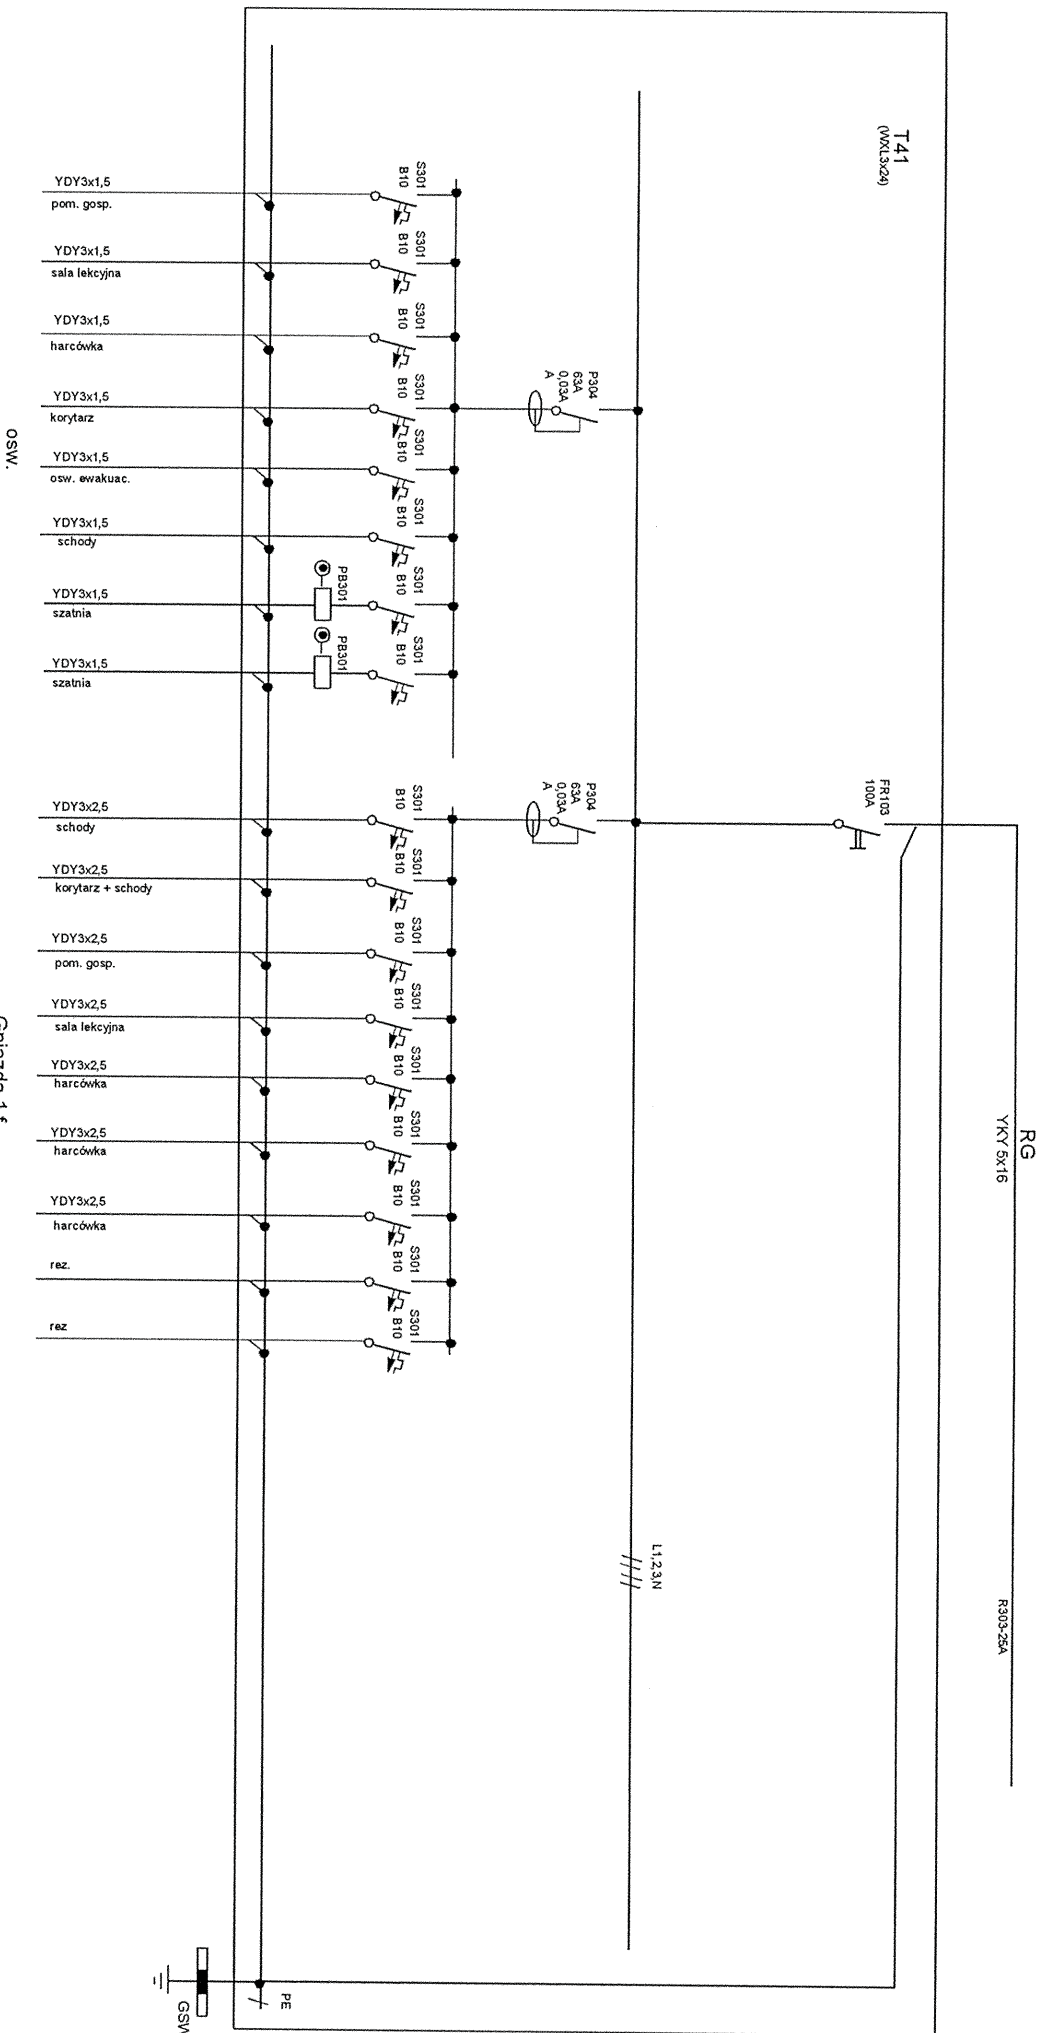 T41
(WXL3x24)
RG
YKY 5x16
R303-25A
FR103
100A
L1,2,3,N
P304
63A
0,03A
A
P304
63A
0,03A
A
S301
B10
YDY3x1,5
pom. gosp.
S301
B10
YDY3x1,5
sala lekcyjna
S301
B10
YDY3x1,5
harcówka
S301
B10
YDY3x1,5
korytarz
S301
B10
YDY3x1,5
osw. ewakuac.
S301
B10
YDY3x1,5
schody
S301
B10
PB301
YDY3x1,5
szatnia
S301
B10
PB301
YDY3x1,5
szatnia
S301
B10
YDY3x2,5
schody
S301
B10
YDY3x2,5
korytarz + schody
S301
B10
YDY3x2,5
pom. gosp.
S301
B10
YDY3x2,5
sala lekcyjna
S301
B10
YDY3x2,5
harcówka
S301
B10
YDY3x2,5
harcówka
S301
B10
YDY3x2,5
harcówka
S301
B10
rez.
S301
B10
rez
PE
GSW
osw.
Gniazda 1 f